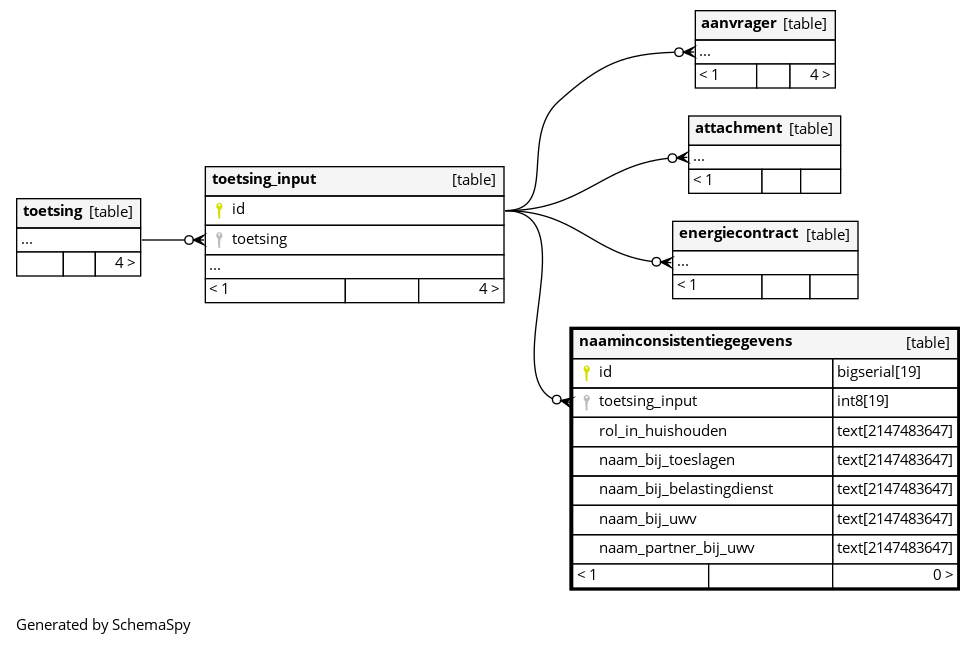 aanvrager [table]
...
< 1 4 >
attachment [table]
...
< 1
toetsing_input [table]
id
toetsing
...
< 1 4 >
toetsing [table]
...
4 >
energiecontract [table]
...
< 1
naaminconsistentiegegevens [table]
id bigserial[19]
toetsing_input int8[19]
rol_in_huishouden text[2147483647]
naam_bij_toeslagen text[2147483647]
naam_bij_belastingdienst text[2147483647]
naam_bij_uwv text[2147483647]
naam_partner_bij_uwv text[2147483647]
< 1 0 >
Generated by SchemaSpy